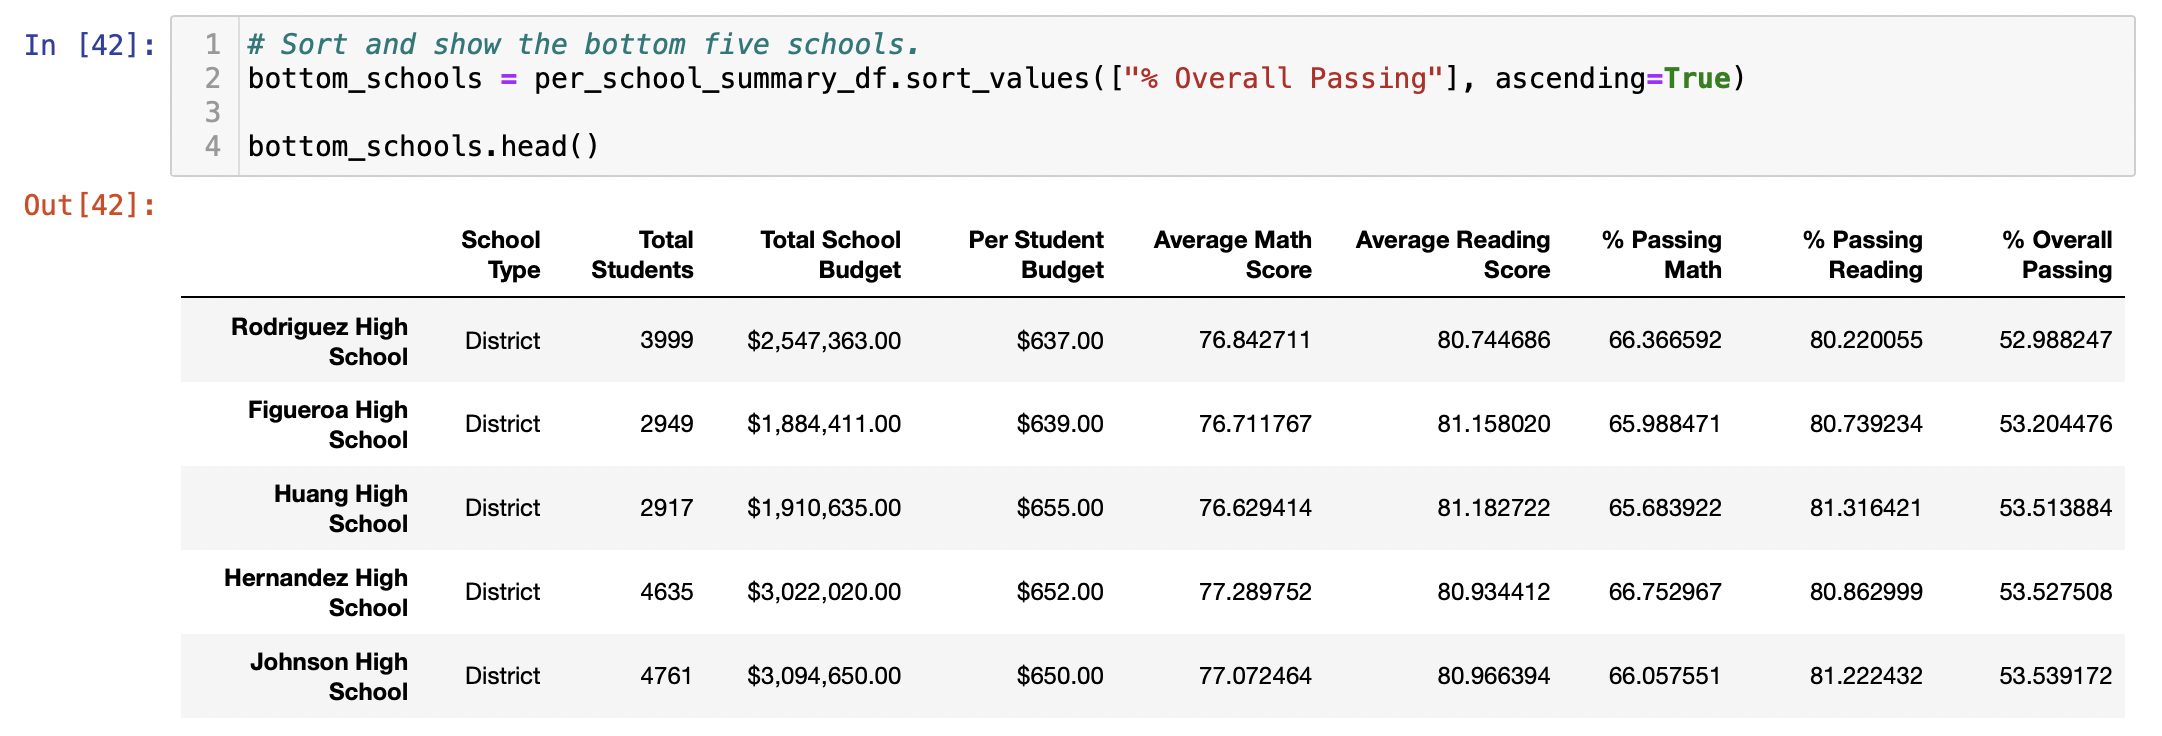 In [42]:
1 # Sort and show the bottom five schools.
2 bottom_schools = per_school_summary_df.sort_values(["% Overall Passing"], ascending=True)
3
4 bottom_schools.head()
Out[42]:
School Type Total Students Total School Budget Per Student Budget Average Math Score Average Reading Score % Passing Math % Passing Reading % Overall Passing
Rodriguez High School District 3999 $2,547,363.00 $637.00 76.842711 80.744686 66.366592 80.220055 52.988247
Figueroa High School District 2949 $1,884,411.00 $639.00 76.711767 81.158020 65.988471 80.739234 53.204476
Huang High School District 2917 $1,910,635.00 $655.00 76.629414 81.182722 65.683922 81.316421 53.513884
Hernandez High School District 4635 $3,022,020.00 $652.00 77.289752 80.934412 66.752967 80.862999 53.527508
Johnson High School District 4761 $3,094,650.00 $650.00 77.072464 80.966394 66.057551 81.222432 53.539172